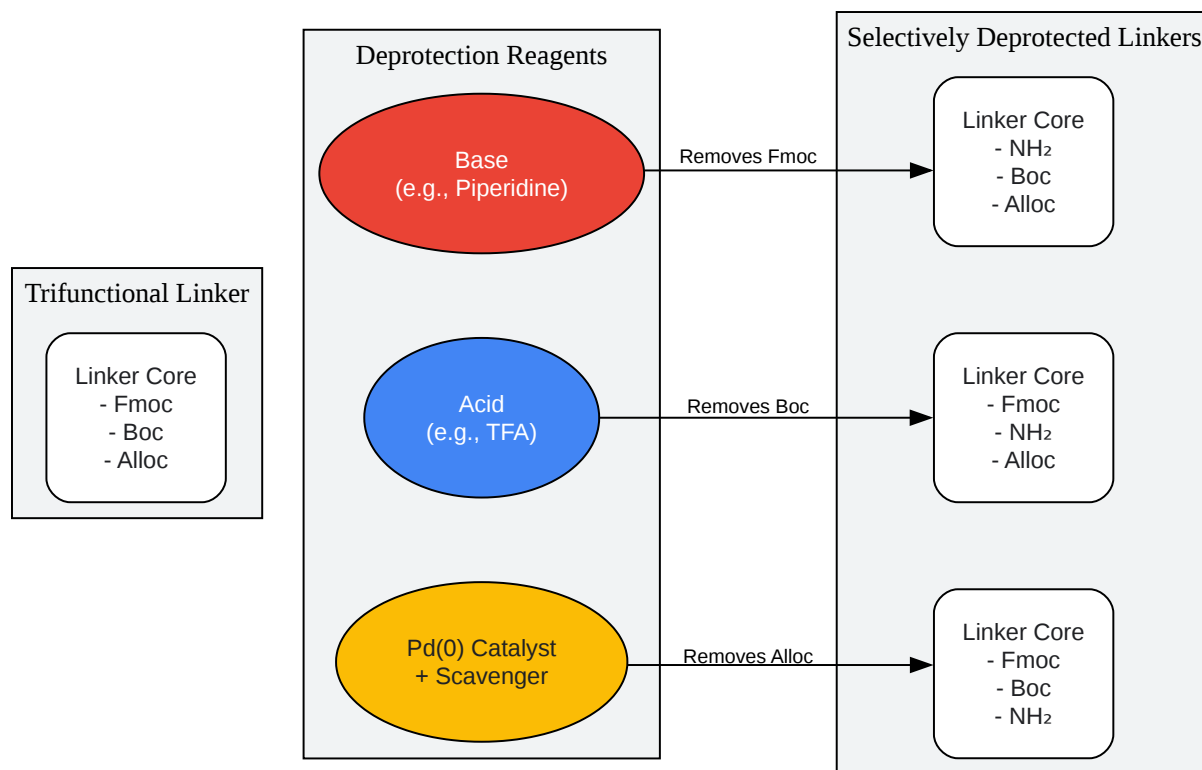 Trifunctional Linker
Linker Core
- Fmoc
- Boc
- Alloc
Deprotection Reagents
Base
(e.g., Piperidine)
Acid
(e.g., TFA)
Pd(0) Catalyst
+ Scavenger
Removes Fmoc
Removes Boc
Removes Alloc
Selectively Deprotected Linkers
Linker Core
- NH₂
- Boc
- Alloc
Linker Core
- Fmoc
- NH₂
- Alloc
Linker Core
- Fmoc
- Boc
- NH₂